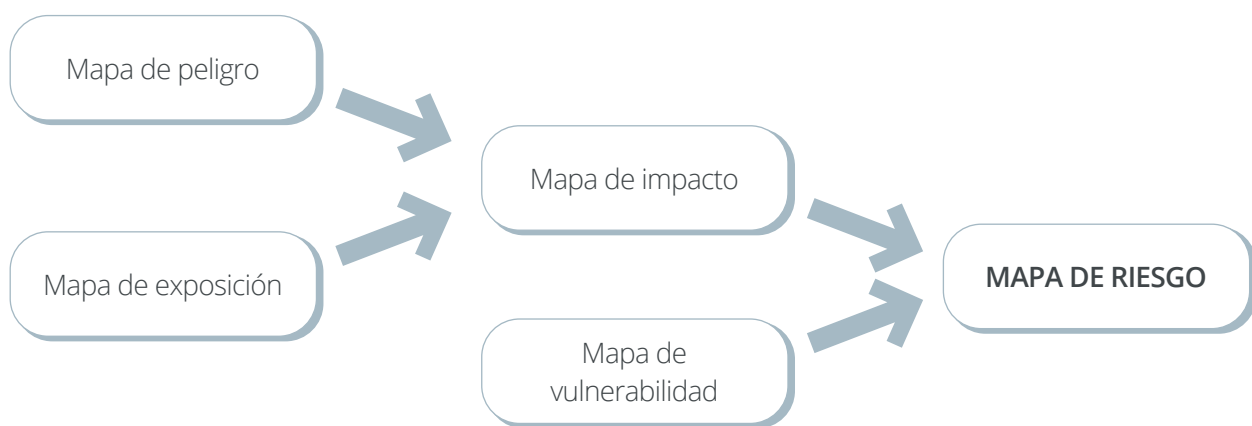 Mapa de peligro
Mapa de exposición
Mapa de impacto
Mapa de
vulnerabilidad
MAPA DE RIESGO